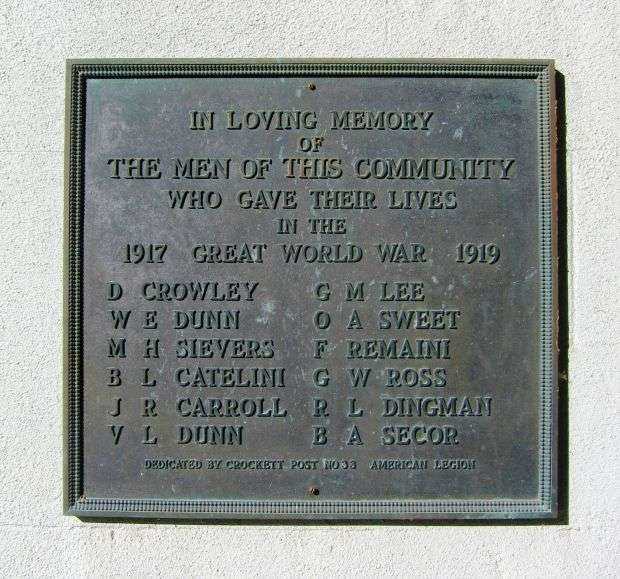 IN LOVING MEMORY
OF
THE MEN OF THIS COMMUNITY
WHO GAVE THEIR LIVES
IN THE
1917 GREAT WORLD WAR 1919
D CROWLEY G M LEE
W E DUNN O A SWEET
M H SIEVERS F REMAINI
B L CATELINI G W ROSS
J R CARROLL R L DINGMAN
V L DUNN B A SECOR
DEDICATED BY CROCKETT POST NO 33 AMERICAN LEGION